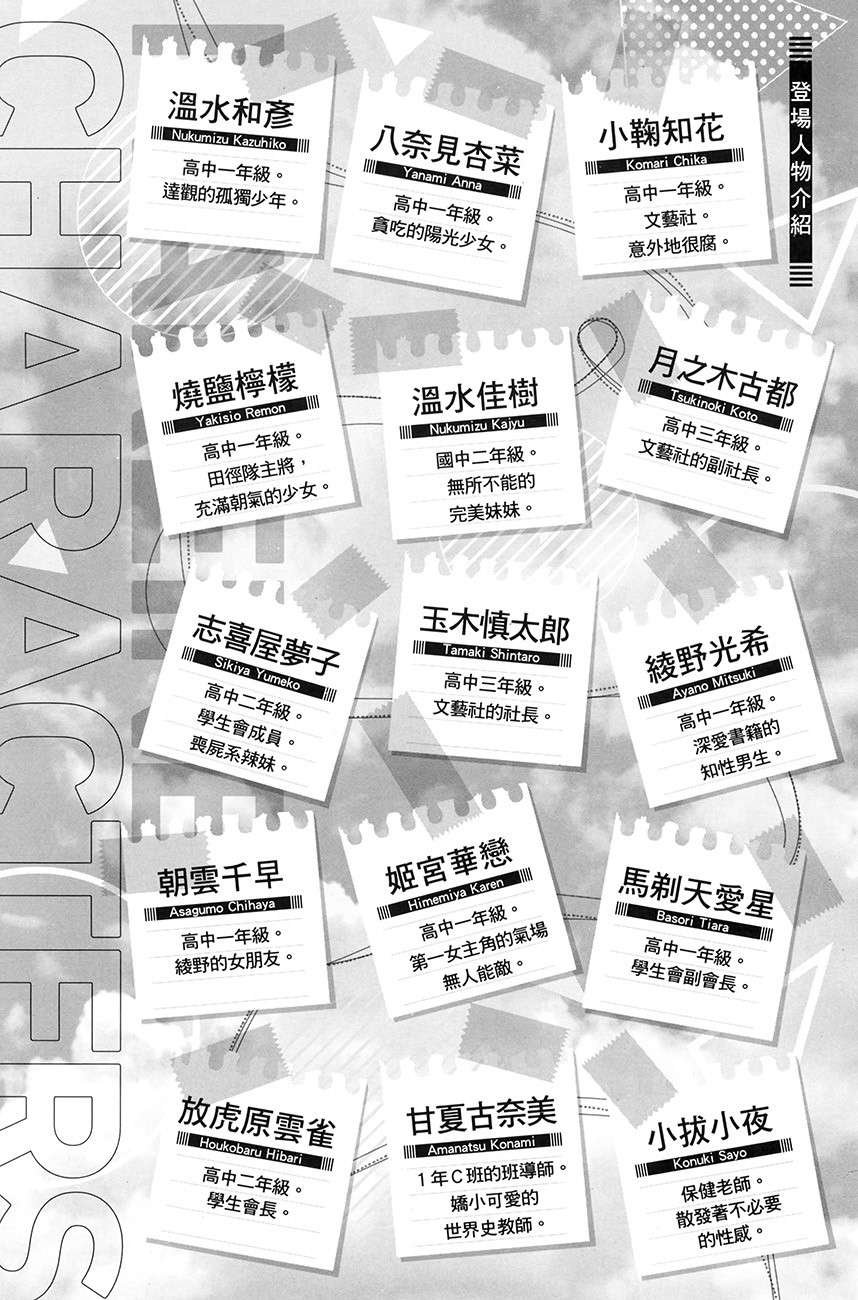 登場人物介紹
CHARACTERS
溫水和彥
Nukumizu Kazuhiko
高中一年級。
達觀的孤獨少年。
八奈見杏菜
Yanami Anna
高中一年級。
貪吃的陽光少女。
小鞠知花
Komari Chika
高中一年級。
文藝社。
意外地很腐。
燒鹽檸檬
Yakisio Remon
高中一年級。
田徑隊主將，
充滿朝氣的少女。
溫水佳樹
Nukumizu Kajyu
國中二年級。
無所不能的
完美妹妹。
月之木古都
Tsukinoki Koto
高中三年級。
文藝社的副社長。
志喜屋夢子
Sikiya Yumeko
高中二年級。
學生會成員。
喪屍系辣妹。
玉木慎太郎
Tamaki Shintaro
高中三年級。
文藝社的社長。
綾野光希
Ayano Mitsuki
高中一年級。
深愛書籍的
知性男生。
朝雲千早
Asagumo Chihaya
高中一年級。
綾野的女朋友。
姬宮華戀
Himemiya Karen
高中一年級。
第一女主角的氣場
無人能敵。
馬剃天愛星
Basori Tiara
高中一年級。
學生會副會長。
放虎原雲雀
Houkobaru Hibari
高中二年級。
學生會長。
甘夏古奈美
Amanatsu Konami
1年C班的班導師。
嬌小可愛的
世界史教師。
小拔小夜
Konuki Sayo
保健老師。
散發著不必要
的性感。